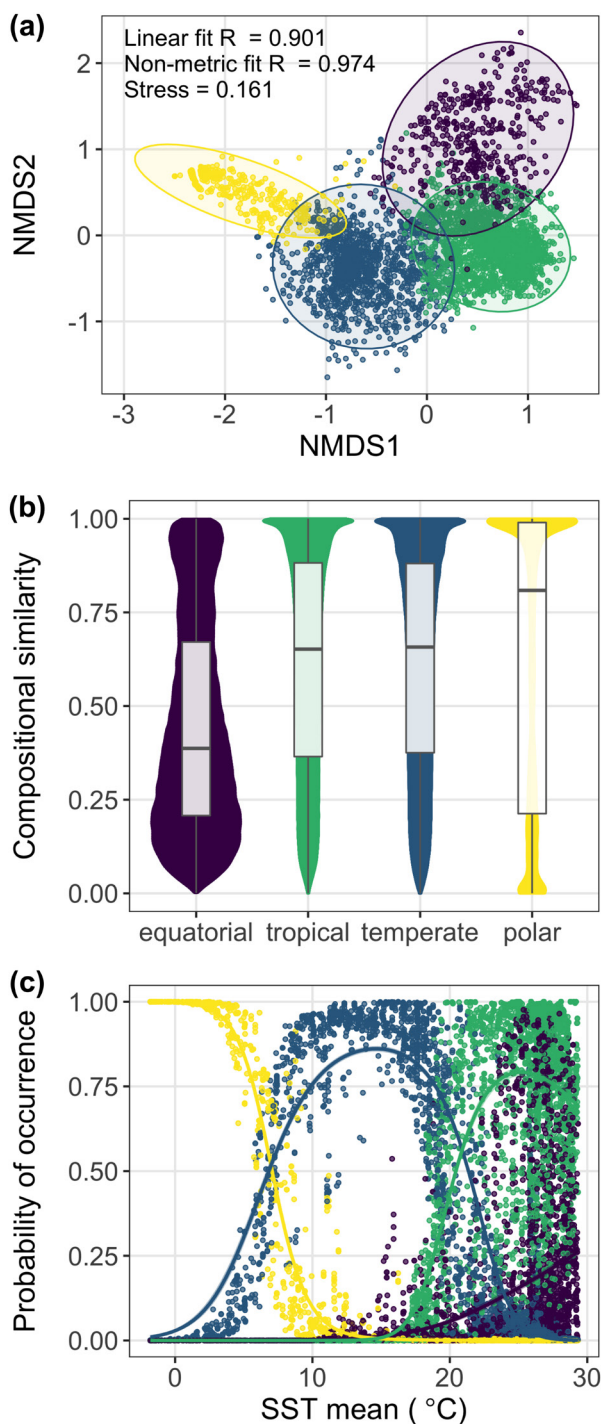 (a)
Linear fit R = 0.901
Non-metric fit R = 0.974
Stress = 0.161
2
1
0
-1
NMDS2
-3 -2 -1 0 1
NMDS1
(b)
1.00
0.75
0.50
0.25
0.00
Compositional similarity
equatorial tropical temperate polar
(c)
1.00
0.75
0.50
0.25
0.00
Probability of occurrence
0 10 20 30
SST mean ( °C)